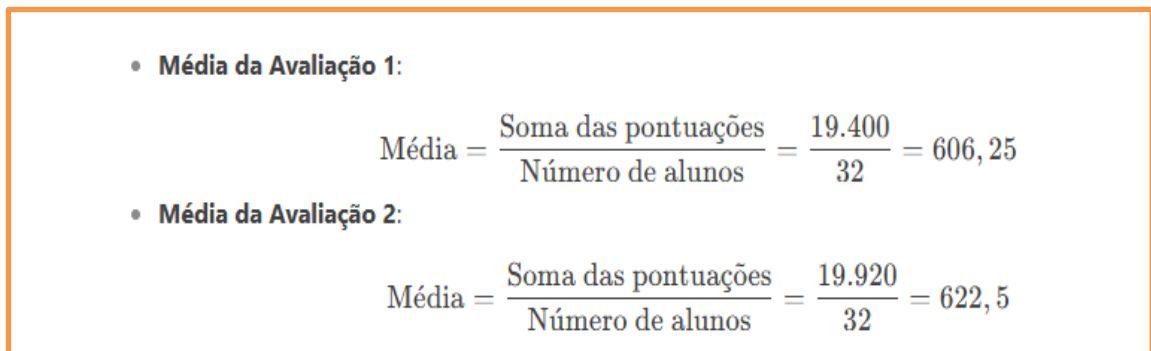 • Média da Avaliação 1:
Média = Soma das pontuações / Número de alunos = 19.400 / 32 = 606, 25
• Média da Avaliação 2:
Média = Soma das pontuações / Número de alunos = 19.920 / 32 = 622, 5